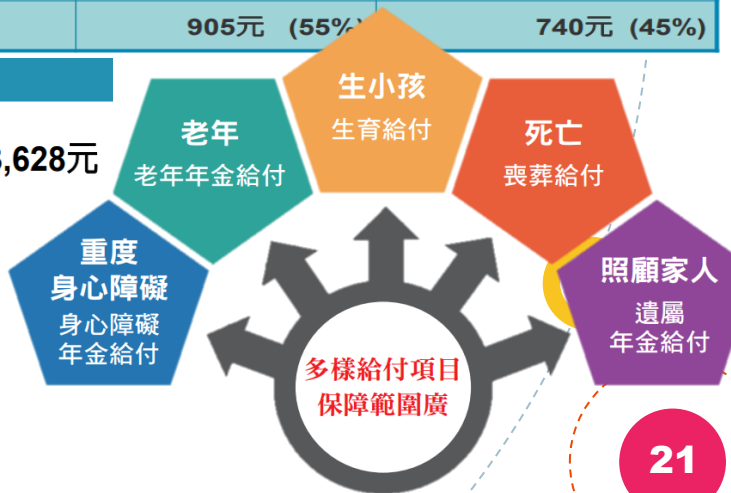 905元 (55%)
740元 (45%)
,628元
生小孩
生育給付
老年
老年年金給付
死亡
喪葬給付
重度
身心障礙
身心障礙
年金給付
照顧家人
遺屬
年金給付
多樣給付項目
保障範圍廣
21